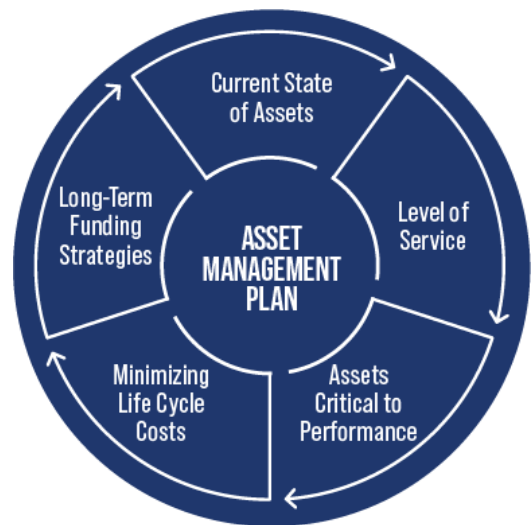 Current State
of Assets
Level of
Service
Assets
Critical to
Performance
Minimizing
Life Cycle
Costs
Long-Term
Funding
Strategies
ASSET
MANAGEMENT
PLAN